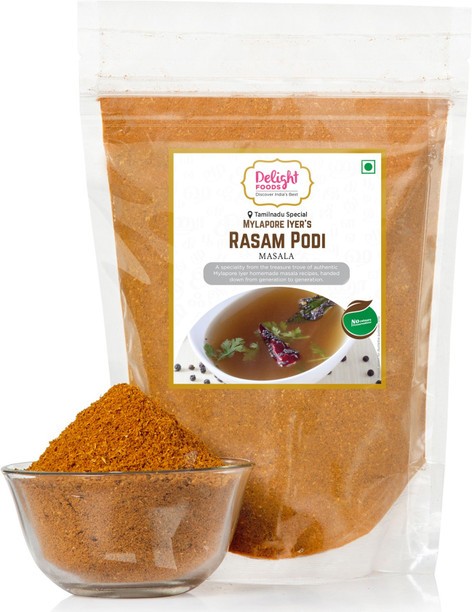 Delight
FOODS
Discover India's Best
Tamilnadu Special
MYLAPORE IYER'S
RASAM PODI
MASALA
A speciality from the treasure trove of authentic
Mylapore Iyer homemade masala recipes, handed
down from generation to generation.
No